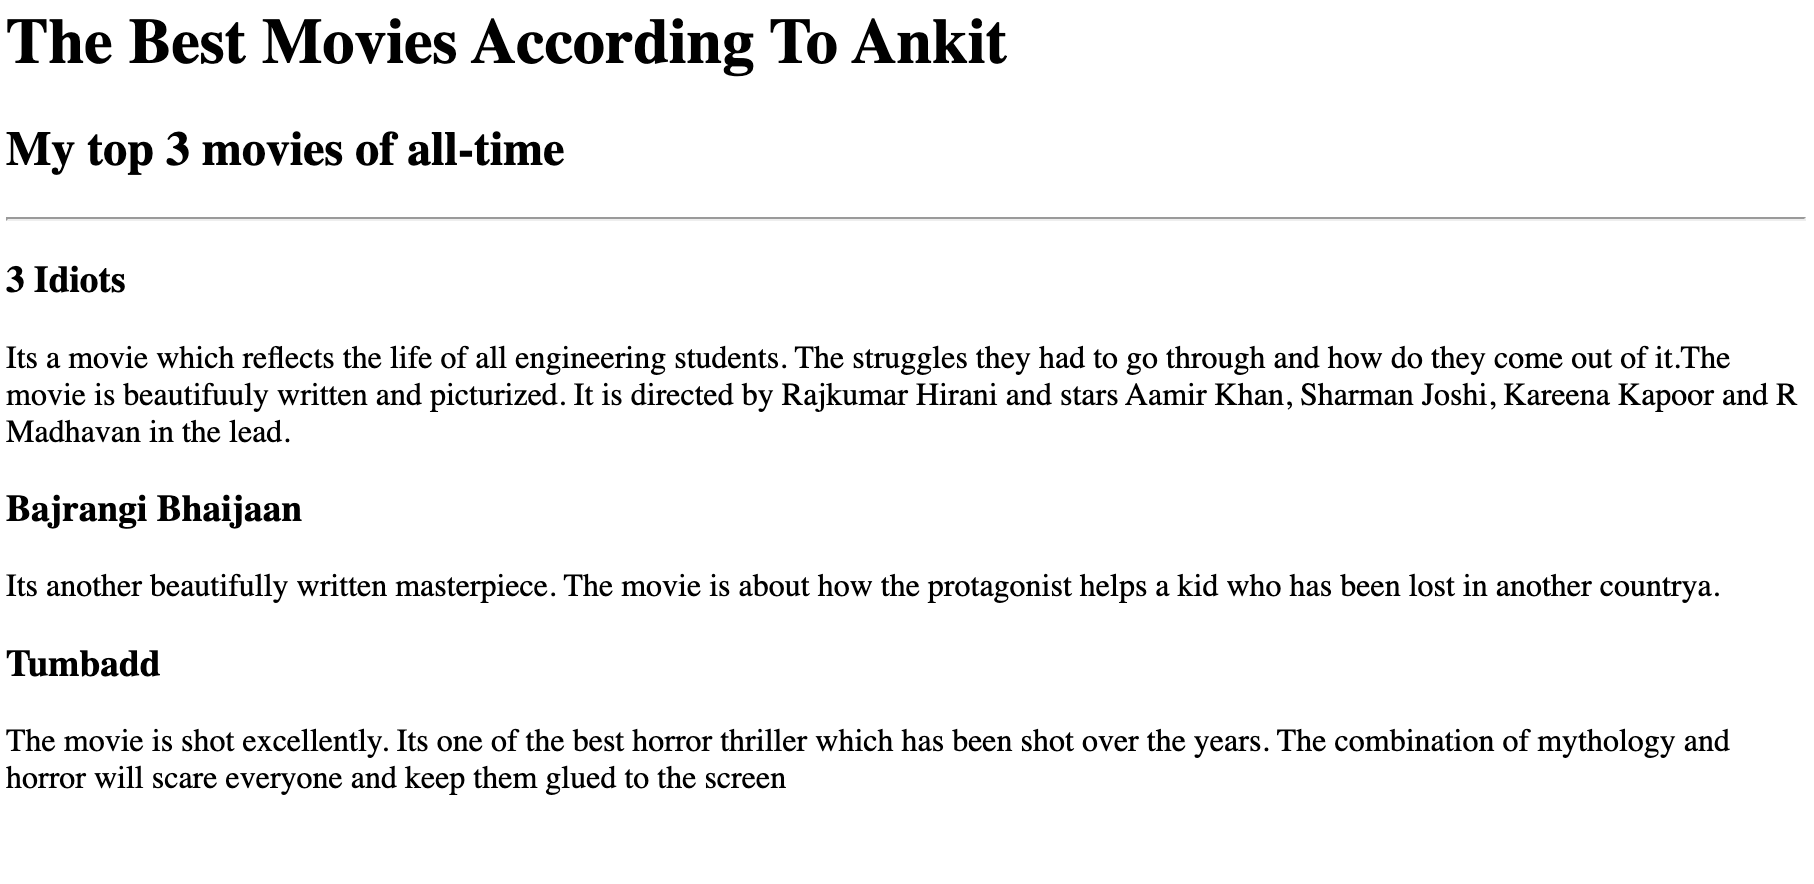 The Best Movies According To Ankit
My top 3 movies of all-time
3 Idiots
Its a movie which reflects the life of all engineering students. The struggles they had to go through and how do they come out of it.The
movie is beautifuuly written and picturized. It is directed by Rajkumar Hirani and stars Aamir Khan, Sharman Joshi, Kareena Kapoor and R
Madhavan in the lead.
Bajrangi Bhaijaan
Its another beautifully written masterpiece. The movie is about how the protagonist helps a kid who has been lost in another countrya.
Tumbadd
The movie is shot excellently. Its one of the best horror thriller which has been shot over the years. The combination of mythology and
horror will scare everyone and keep them glued to the screen